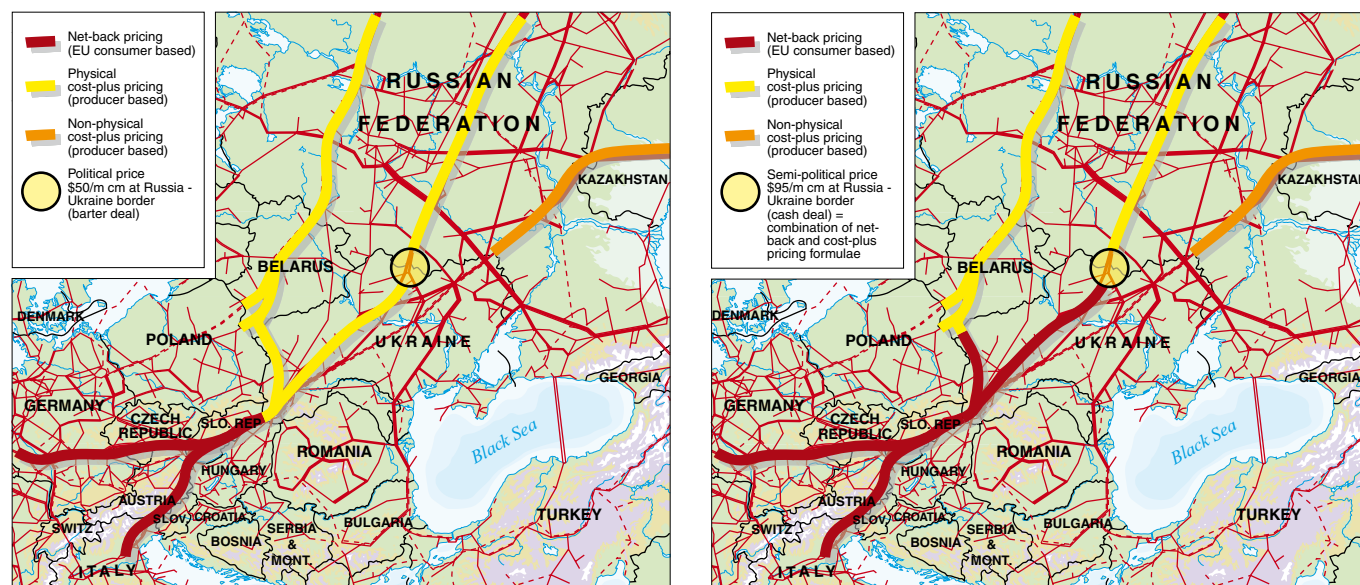 Net-back pricing
(EU consumer based)
Physical
cost-plus pricing
(producer based)
Non-physical
cost-plus pricing
(producer based)
Political price
$50/m cm at Russia -
Ukraine border
(barter deal)
RUSSIAN
FEDERATION
KAZAKHSTAN
BELARUS
DENMARK
POLAND
UKRAINE
GEORGIA
GERMANY
CZECH
REPUBLIC
SLO. REP
ROMANIA
Black Sea
HUNGARY
AUSTRIA
SLOV.
CROATIA
SWITZ
BOSNIA
SERBIA
&
MONT.
BULGARIA
TURKEY
ITALY
Net-back pricing
(EU consumer based)
Physical
cost-plus pricing
(producer based)
Non-physical
cost-plus pricing
(producer based)
Semi-political price
$95/m cm at Russia -
Ukraine border
(cash deal) =
combination of net-
back and cost-plus
pricing formulae
RUSSIAN
FEDERATION
KAZAKHSTAN
BELARUS
DENMARK
POLAND
UKRAINE
GEORGIA
GERMANY
CZECH
REPUBLIC
SLO. REP
ROMANIA
Black Sea
HUNGARY
AUSTRIA
SLOV.
CROATIA
SWITZ
BOSNIA
SERBIA
&
MONT.
BULGARIA
TURKEY
ITALY